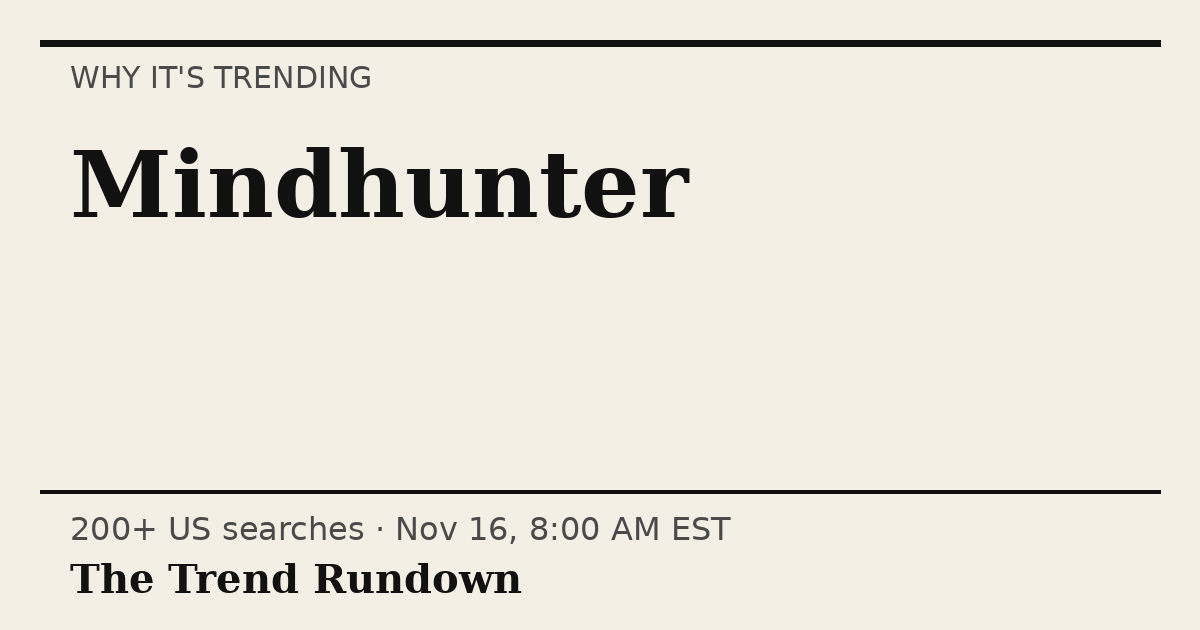 WHY IT'S TRENDING
Mindhunter
200+ US searches · Nov 16, 8:00 AM EST
The Trend Rundown